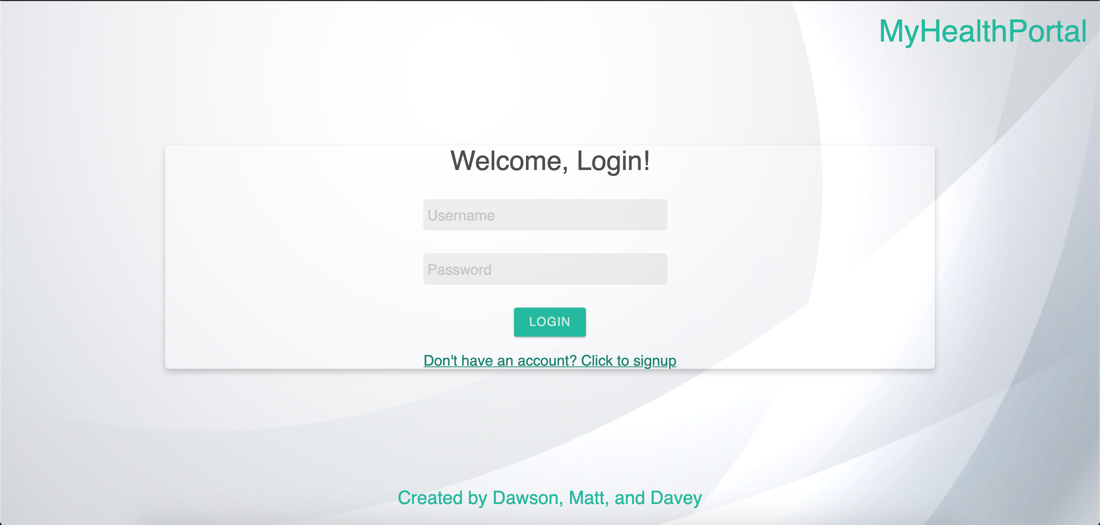 MyHealthPortal
Welcome, Login!
Username
Password
LOGIN
Don't have an account? Click to signup
Created by Dawson, Matt, and Davey